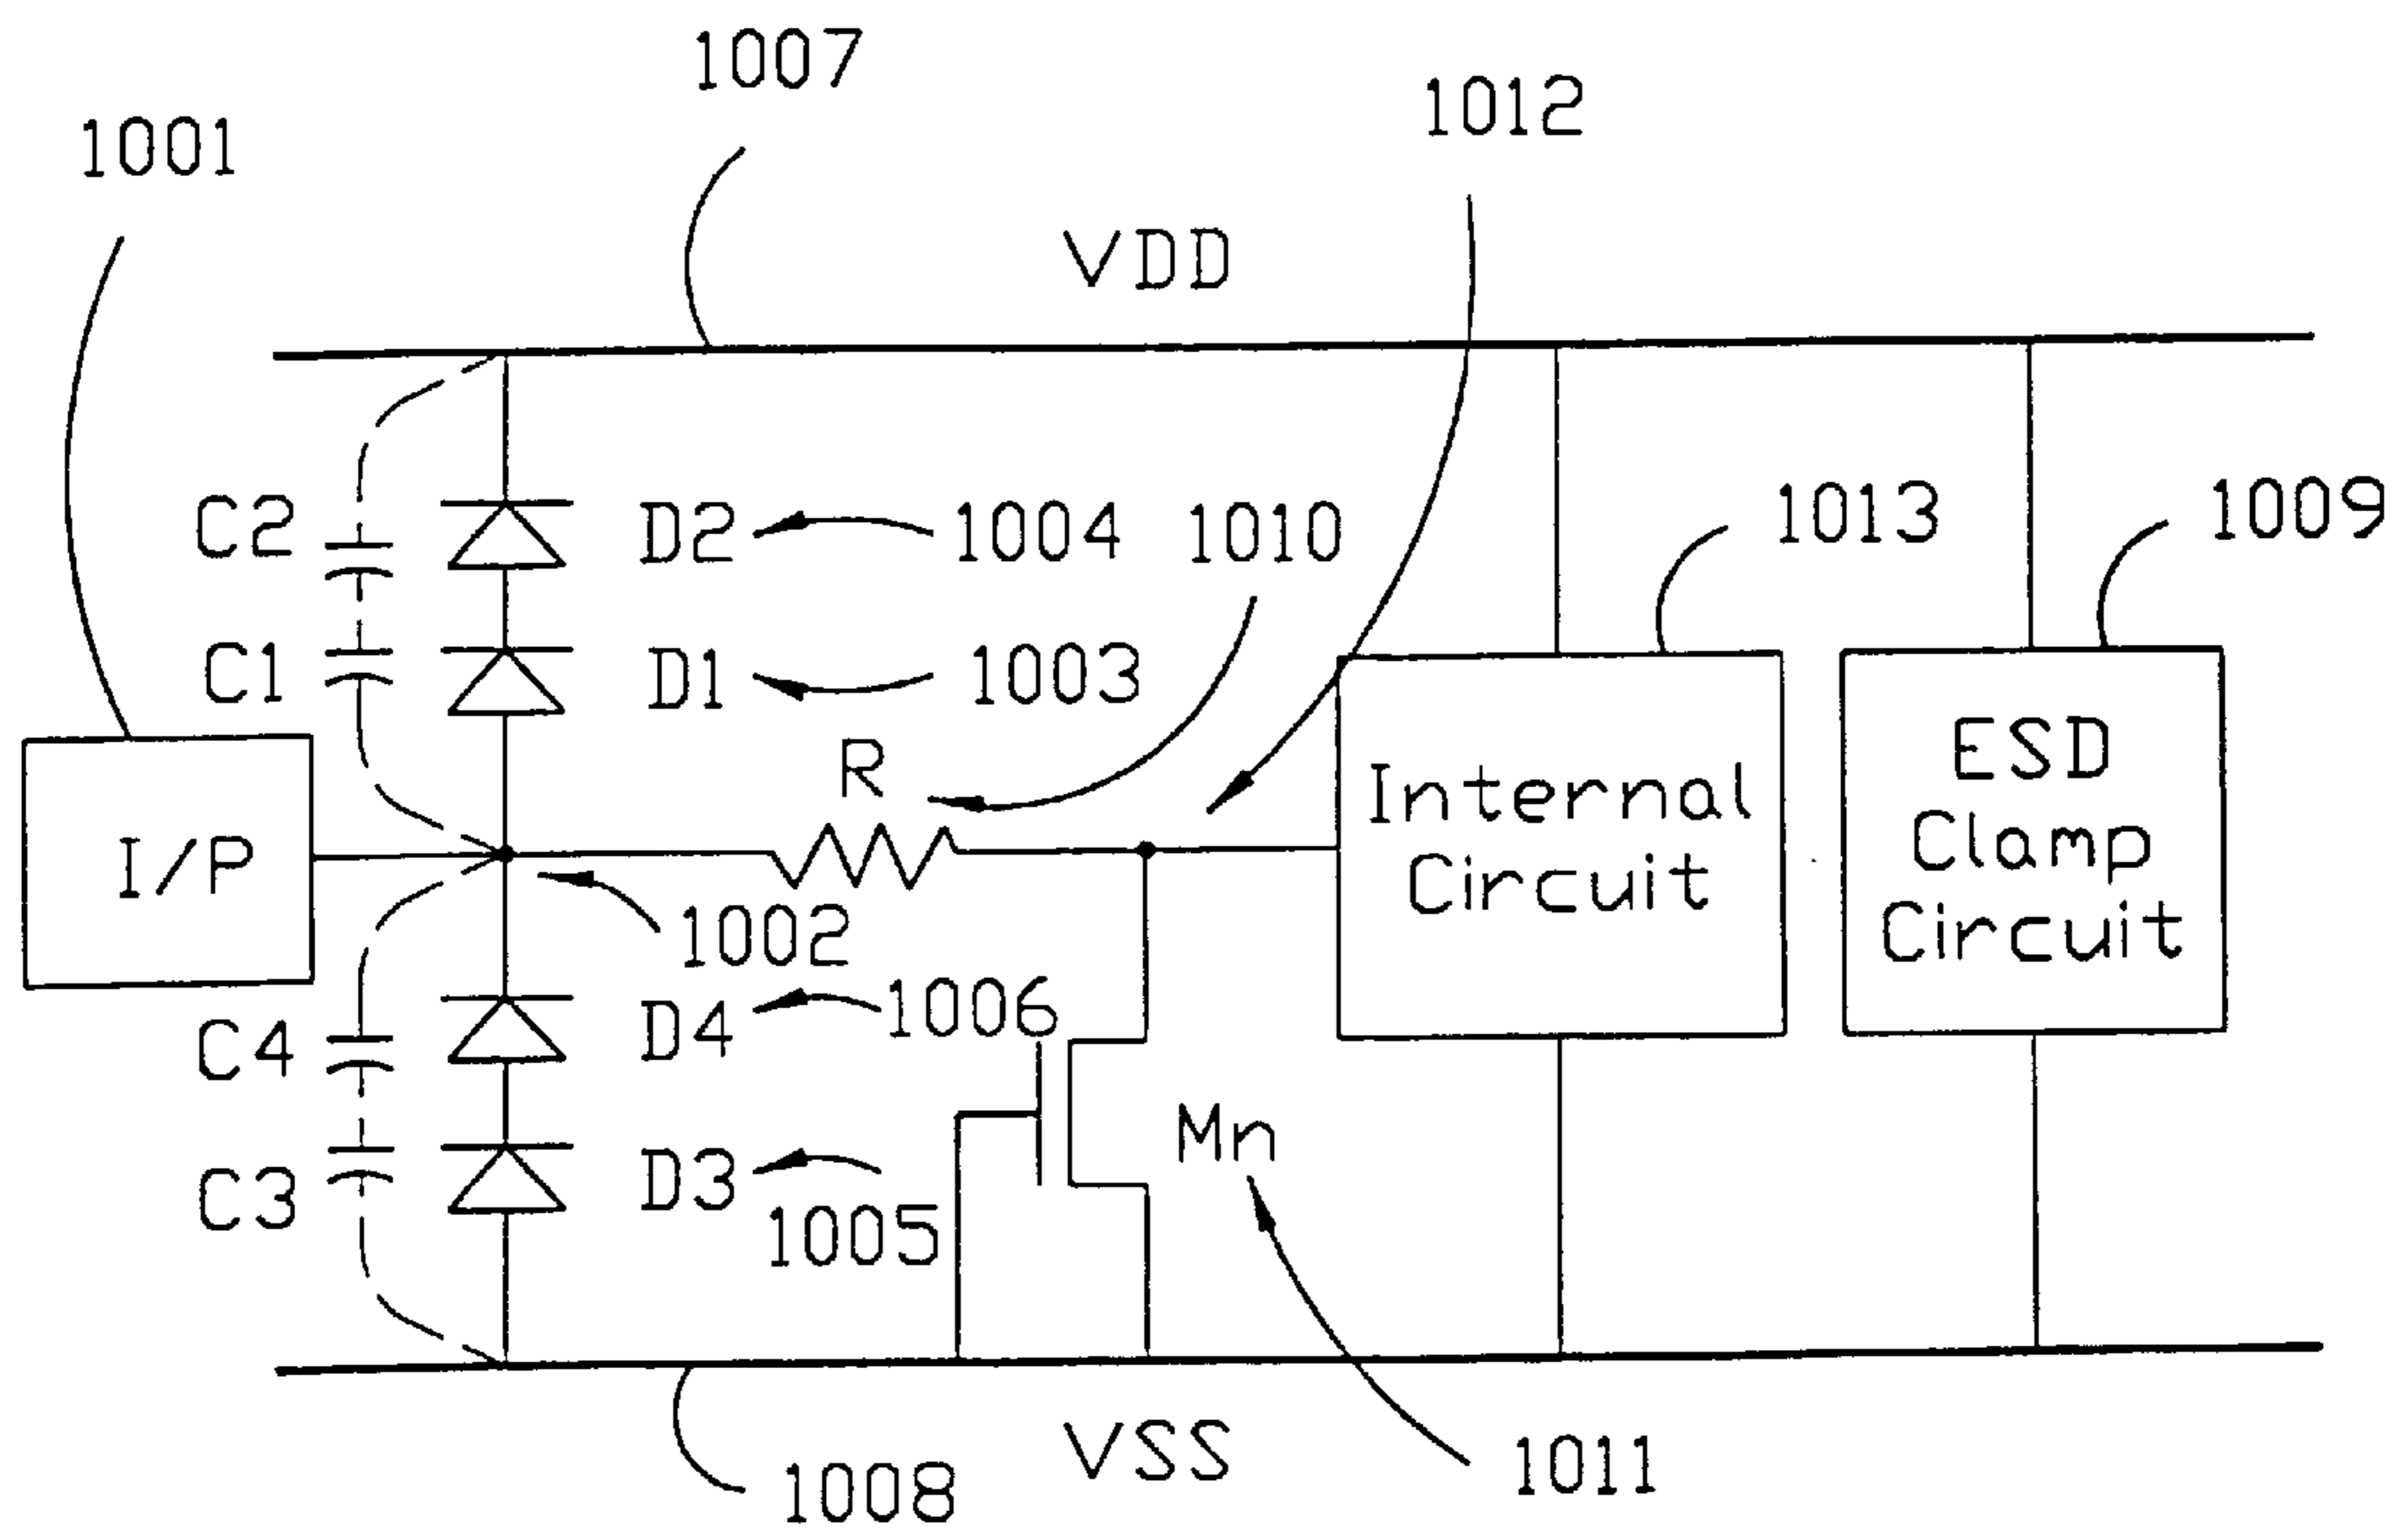 1007
1012
1001
VDD
C2
D2
1004
1010
1013
1009
C1
D1
1003
R
I/P
Internal
Circuit
ESD
Clamp
Circuit
1002
C4
D4
1006
C3
D3
1005
Mn
VSS
1008
1011